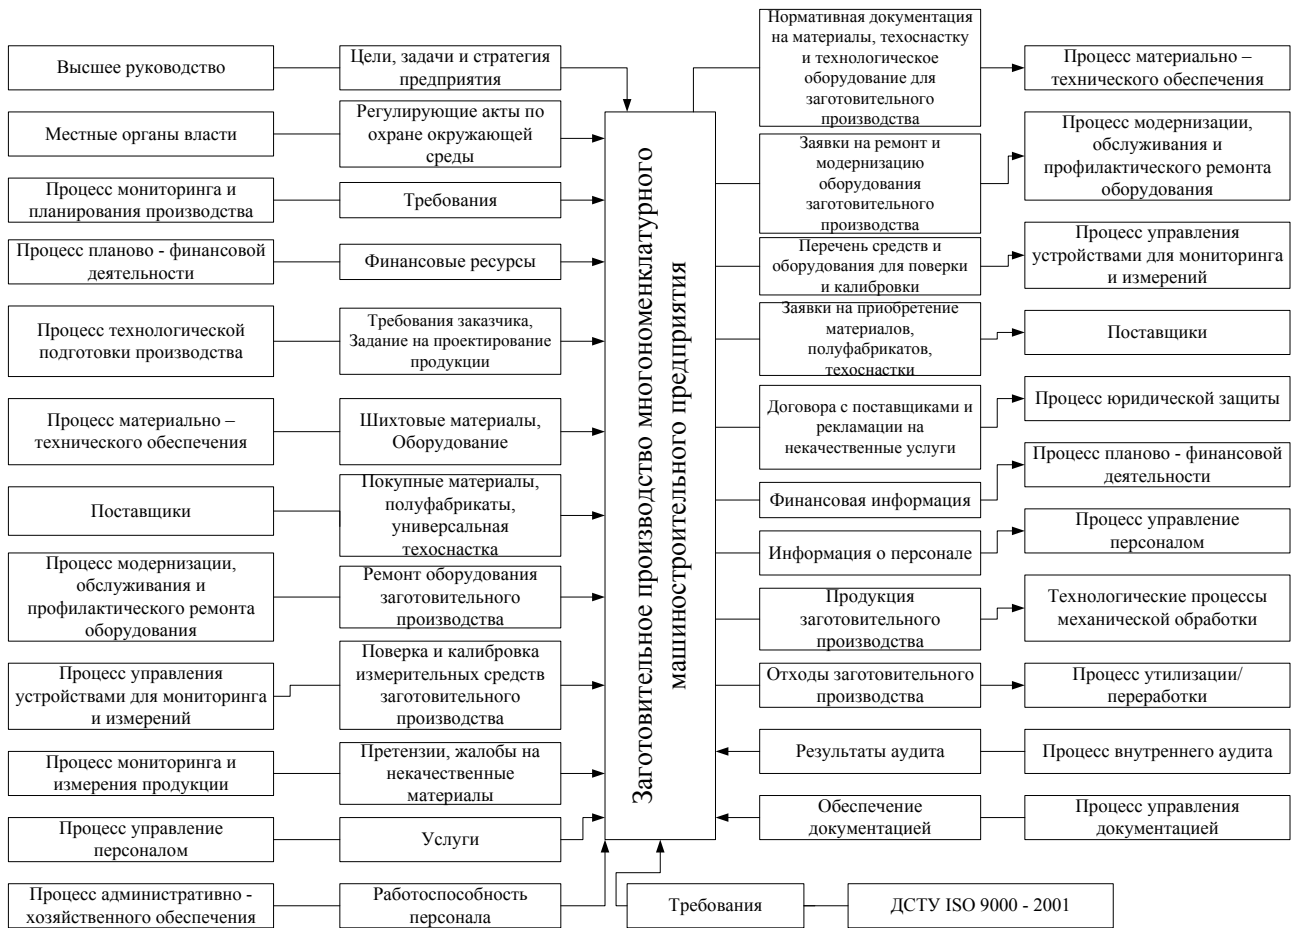 Высшее руководство
Цели, задачи и стратегия
предприятия
Местные органы власти
Регулирующие акты по
охране окружающей
среды
Процесс мониторинга и
планирования производства
Требования
Процесс планово - финансовой
деятельности
Финансовые ресурсы
Процесс технологической
подготовки производства
Требования заказчика,
Задание на проектирование
продукции
Процесс материально –
технического обеспечения
Шихтовые материалы,
Оборудование
Поставщики
Покупные материалы,
полуфабрикаты,
универсальная
техоснастка
Процесс модернизации,
обслуживания и
профилактического ремонта
оборудования
Ремонт оборудования
заготовительного
производства
Процесс управления
устройствами для мониторинга
и измерений
Поверка и калибровка
измерительных средств
заготовительного
производства
Процесс мониторинга и
измерения продукции
Претензии, жалобы на
некачественные
материалы
Процесс управление
персоналом
Услуги
Процесс административно -
хозяйственного обеспечения
Работоспособность
персонала
Заготовительное производство многономенклатурного
машиностроительного предприятия
Нормативная документация
на материалы, техоснастку
и технологическое
оборудование для
заготовительного
производства
Процесс материально –
технического обеспечения
Заявки на ремонт и
модернизацию
оборудования
заготовительного
производства
Процесс модернизации,
обслуживания и
профилактического ремонта
оборудования
Перечень средств и
оборудования для поверки
и калибровки
Процесс управления
устройствами для мониторинга
и измерений
Заявки на приобретение
материалов,
полуфабрикатов,
техоснастки
Поставщики
Договора с поставщиками и
рекламации на
некачественные услуги
Процесс юридической защиты
Финансовая информация
Процесс планово - финансовой
деятельности
Информация о персонале
Процесс управление
персоналом
Продукция
заготовительного
производства
Технологические процессы
механической обработки
Отходы заготовительного
производства
Процесс утилизации/
переработки
Результаты аудита
Процесс внутреннего аудита
Обеспечение
документацией
Процесс управления
документацией
Требования
ДСТУ ISO 9000 - 2001